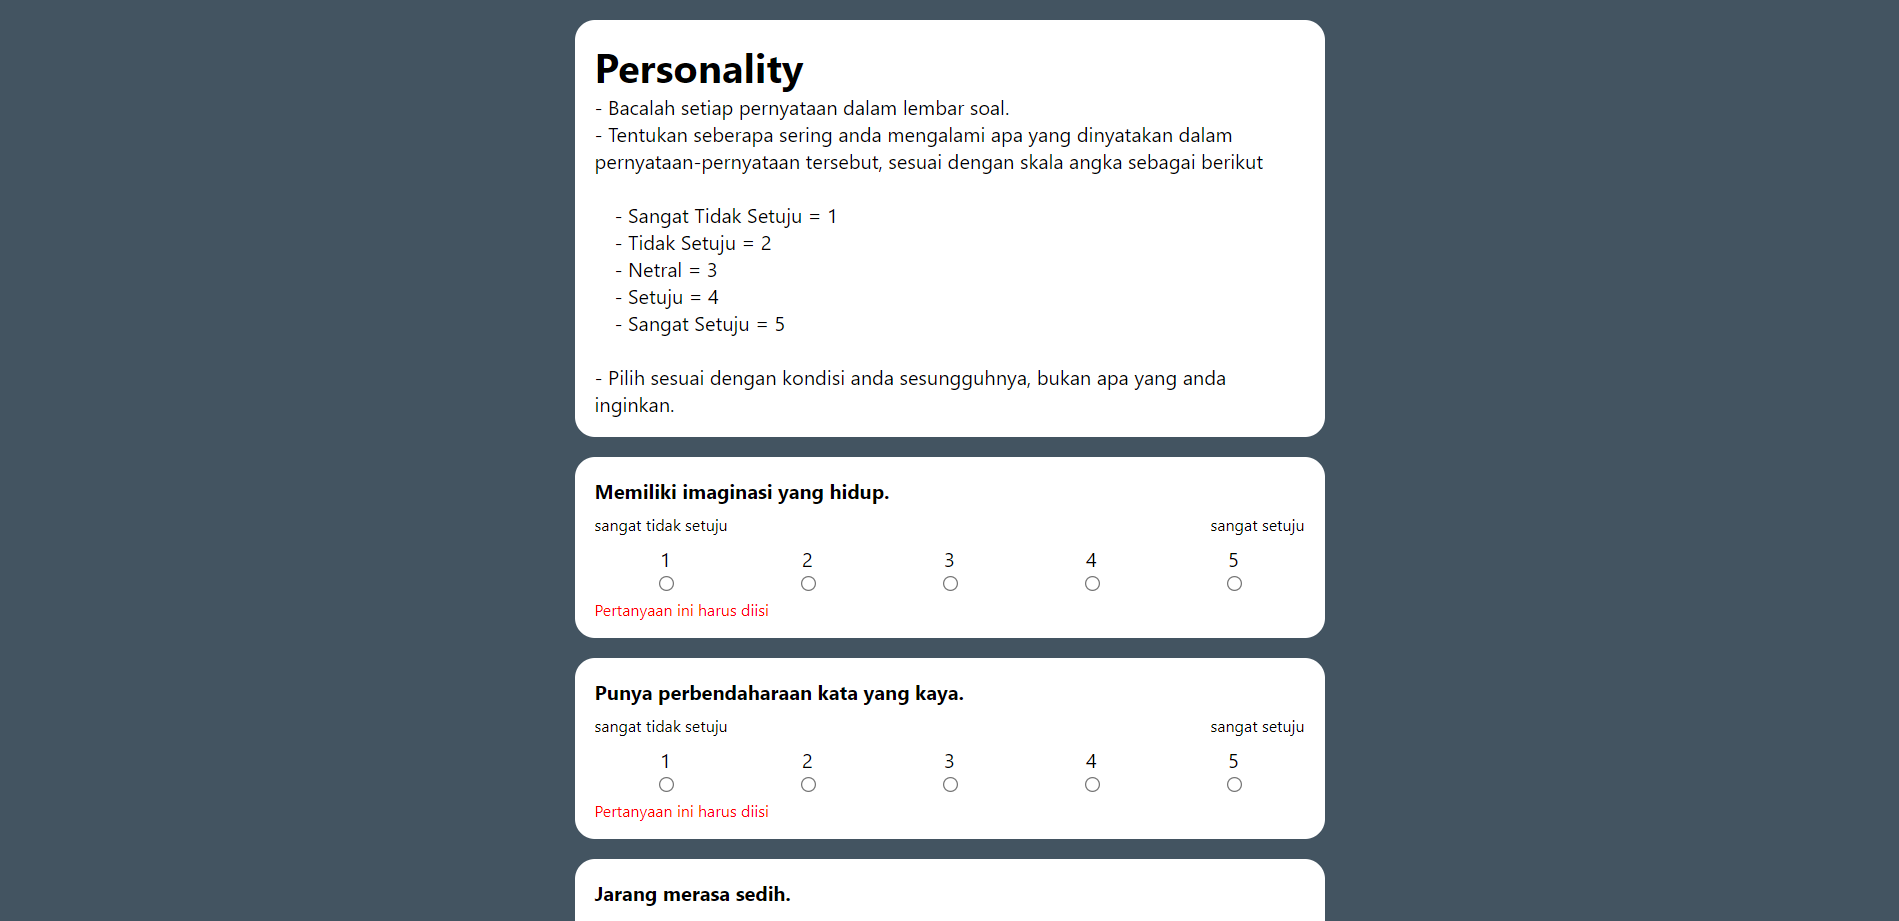 Personality
- Bacalah setiap pernyataan dalam lembar soal.
- Tentukan seberapa sering anda mengalami apa yang dinyatakan dalam
pernyataan-pernyataan tersebut, sesuai dengan skala angka sebagai berikut
- Sangat Tidak Setuju = 1
- Tidak Setuju = 2
- Netral = 3
- Setuju = 4
- Sangat Setuju = 5
- Pilih sesuai dengan kondisi anda sesungguhnya, bukan apa yang anda
inginkan.
Memiliki imaginasi yang hidup.
sangat tidak setuju sangat setuju
1 2 3 4 5
Pertanyaan ini harus diisi
Punya perbendaharaan kata yang kaya.
sangat tidak setuju sangat setuju
1 2 3 4 5
Pertanyaan ini harus diisi
Jarang merasa sedih.